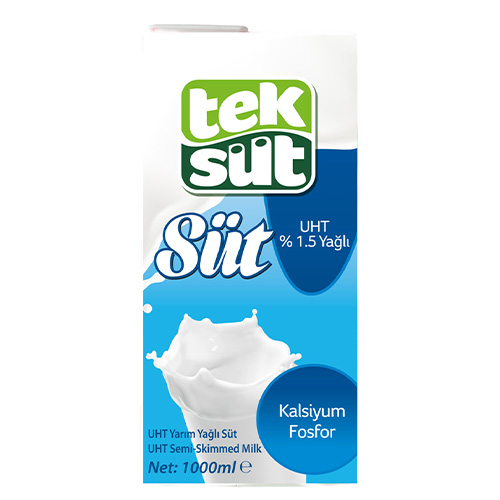 tek
süt
Süt
UHT
% 1.5 Yağlı
Kalsiyum
Fosfor
UHT Yarım Yağlı Süt
UHT Semi-Skimmed Milk
Net: 1000ml ℮